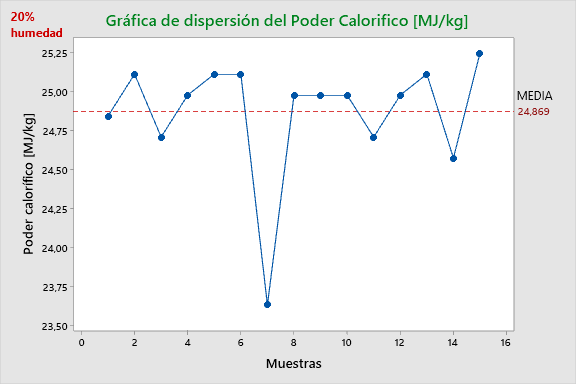 20%
humedad
Gráfica de dispersión del Poder Calorifico [MJ/kg]
25,25
25,00
24,75
24,50
24,25
24,00
23,75
23,50
Poder calorífico [MJ/kg]
MEDIA
24,869
0 2 4 6 8 10 12 14 16
Muestras